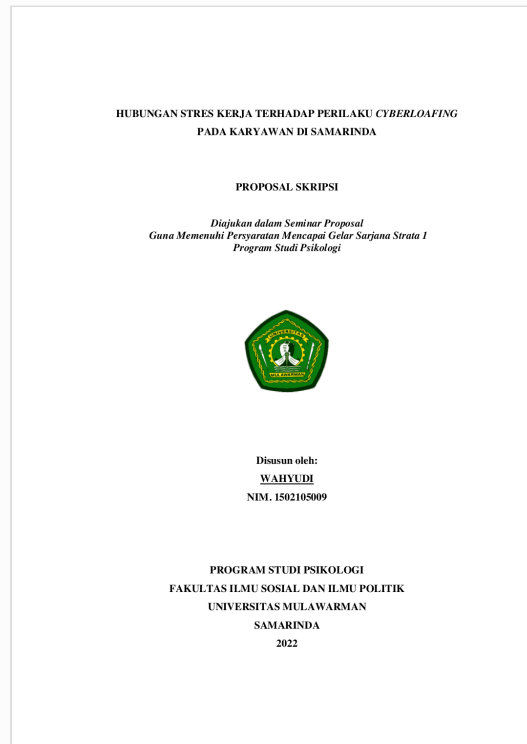 HUBUNGAN STRES KERJA TERHADAP PERILAKU CYBERLOAFING
PADA KARYAWAN DI SAMARINDA
PROPOSAL SKRIPSI
Diajukan dalam Seminar Proposal
Guna Memenuhi Persyaratan Mencapai Gelar Sarjana Strata 1
Program Studi Psikologi
UNIVERSITAS
MULAWARMAN
Disusun oleh:
WAHYUDI
NIM. 1502105009
PROGRAM STUDI PSIKOLOGI
FAKULTAS ILMU SOSIAL DAN ILMU POLITIK
UNIVERSITAS MULAWARMAN
SAMARINDA
2022